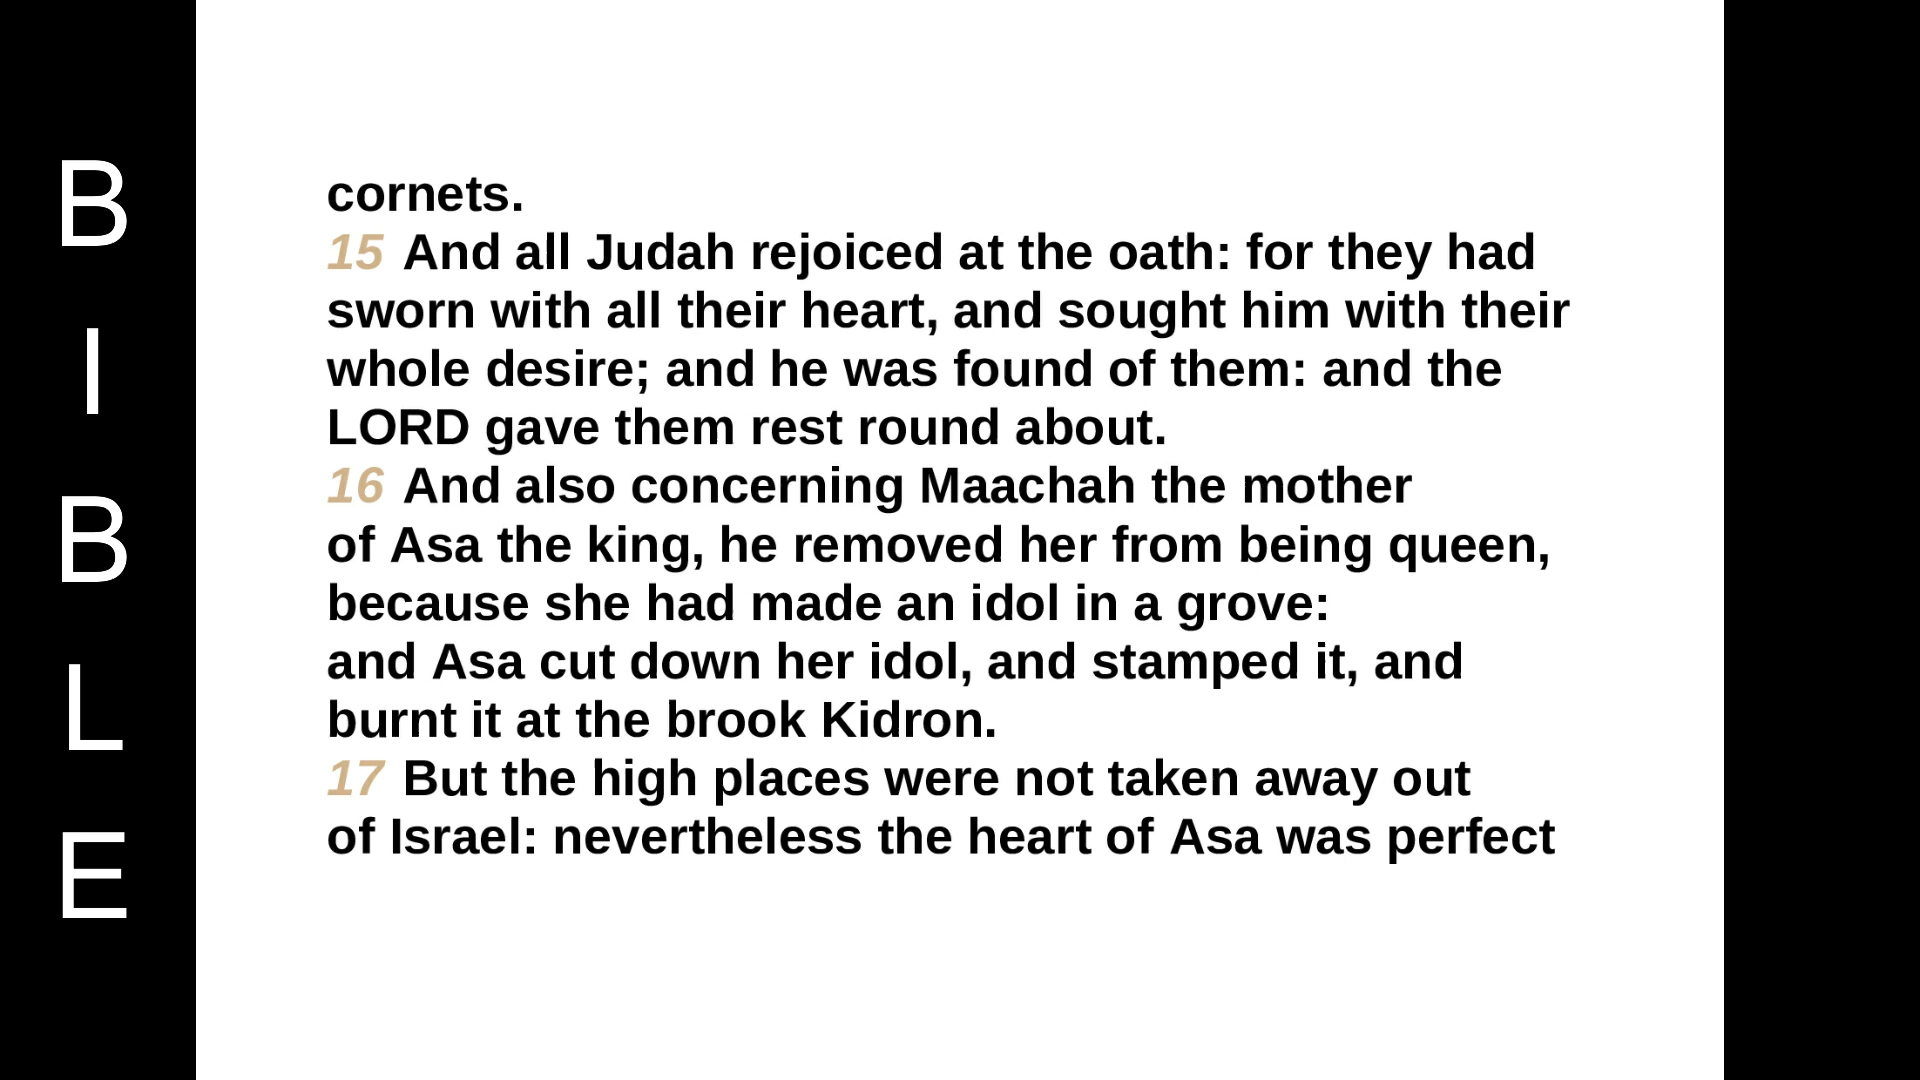 BIBLE
cornets.
15 And all Judah rejoiced at the oath: for they had
sworn with all their heart, and sought him with their
whole desire; and he was found of them: and the
LORD gave them rest round about.
16 And also concerning Maachah the mother
of Asa the king, he removed her from being queen,
because she had made an idol in a grove:
and Asa cut down her idol, and stamped it, and
burnt it at the brook Kidron.
17 But the high places were not taken away out
of Israel: nevertheless the heart of Asa was perfect